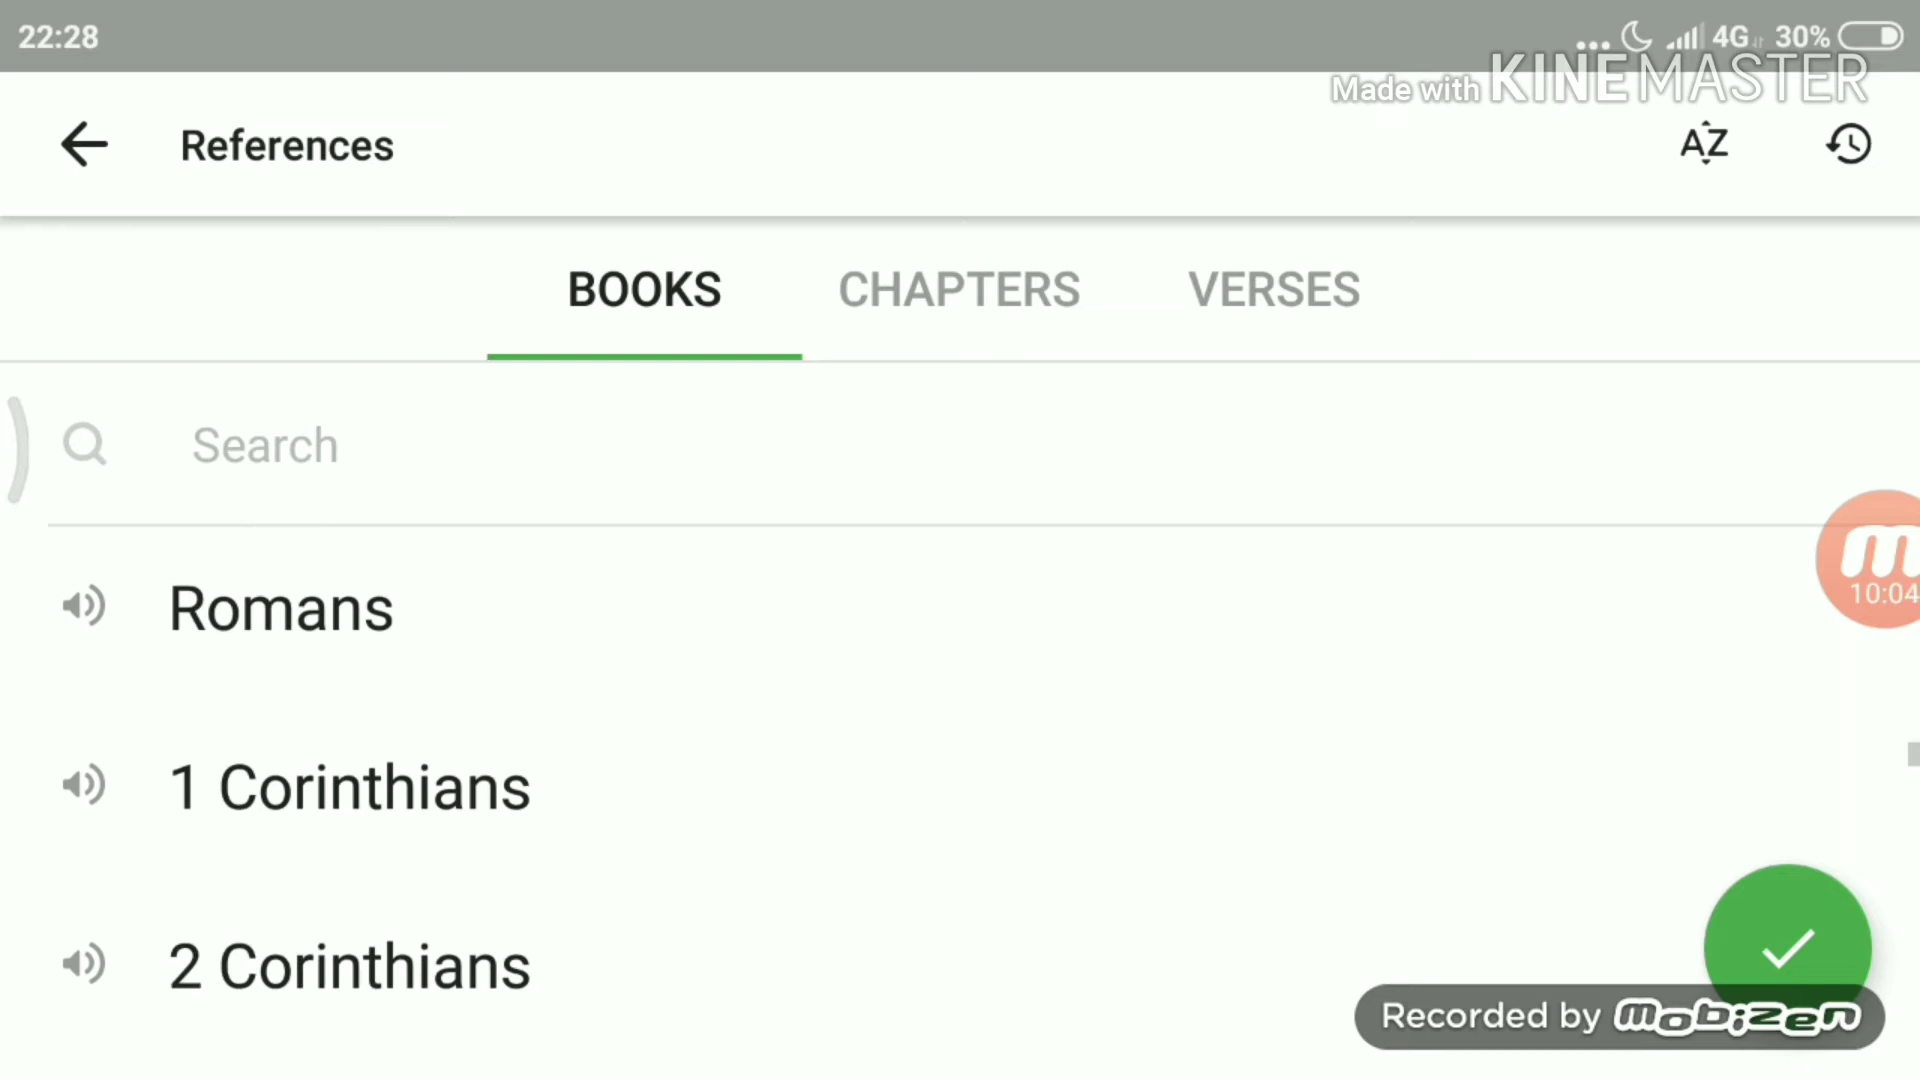 22:28
4G 30%
Made with KINEMASTER
References
AZ
BOOKS CHAPTERS VERSES
Search
Romans
10:04
1 Corinthians
2 Corinthians
Recorded by mobizen